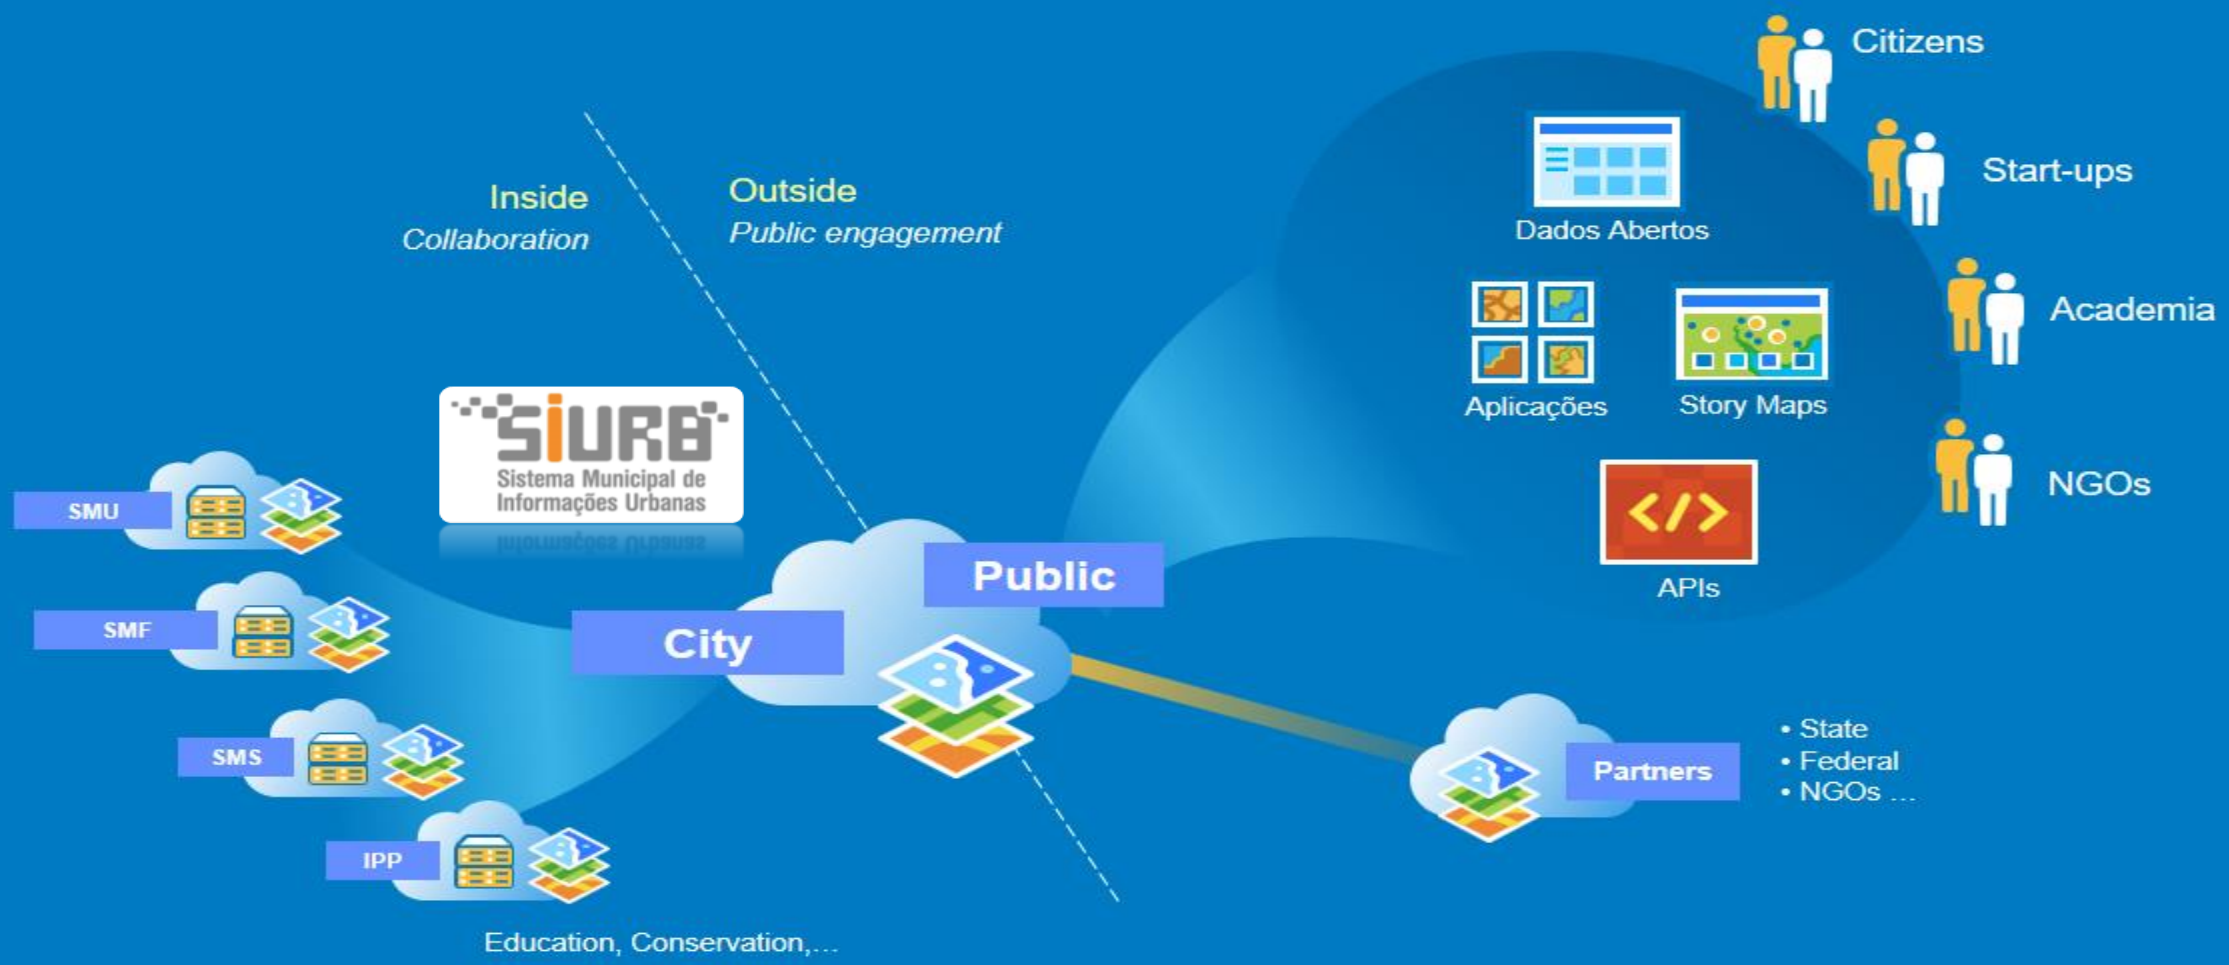 Inside
Collaboration
Outside
Public engagement
SiURB
Sistema Municipal de
Informações Urbanas
SMU
SMF
SMS
IPP
Education, Conservation,...
City
Public
Dados Abertos
Aplicações
Story Maps
APIs
Citizens
Start-ups
Academia
NGOs
Partners
• State
• Federal
• NGOs ...